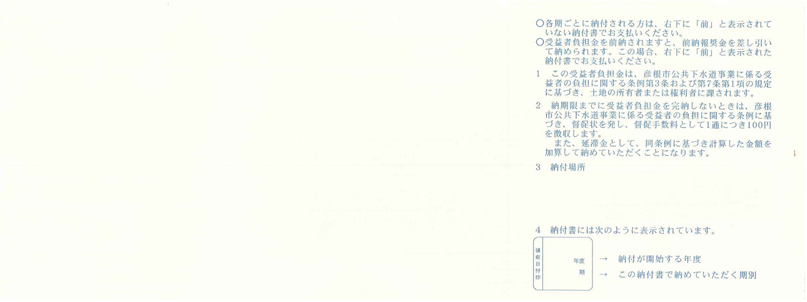 ○各期ごとに納付される方は、右下に「前」と表示されて
いない納付書でお支払いください。
○受益者負担金を前納されますと、前納報奨金を差し引い
て納められます。この場合、右下に「前」と表示された
納付書でお支払いください。
1 この受益者負担金は、彦根市公共下水道事業に係る受
益者の負担に関する条例第3条および第7条第1項の規定
に基づき、土地の所有者または権利者に課されます。
2 納期限までに受益者負担金を完納しないときは、彦根
市公共下水道事業に係る受益者の負担に関する条例に基
づき、督促状を発し、督促手数料として1通につき100円
を徴収します。
また、延滞金として、同条例に基づき計算した金額を
加算して納めていただくことになります。
3 納付場所
4 納付書には次のように表示されています。
領収日付印
年度 → 納付が開始する年度
期 → この納付書で納めていただく期別